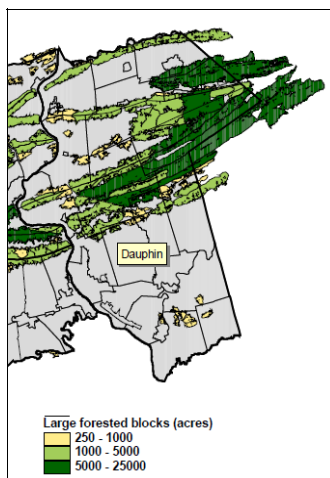 Dauphin
Large forested blocks (acres)
250 - 1000
1000 - 5000
5000 - 25000